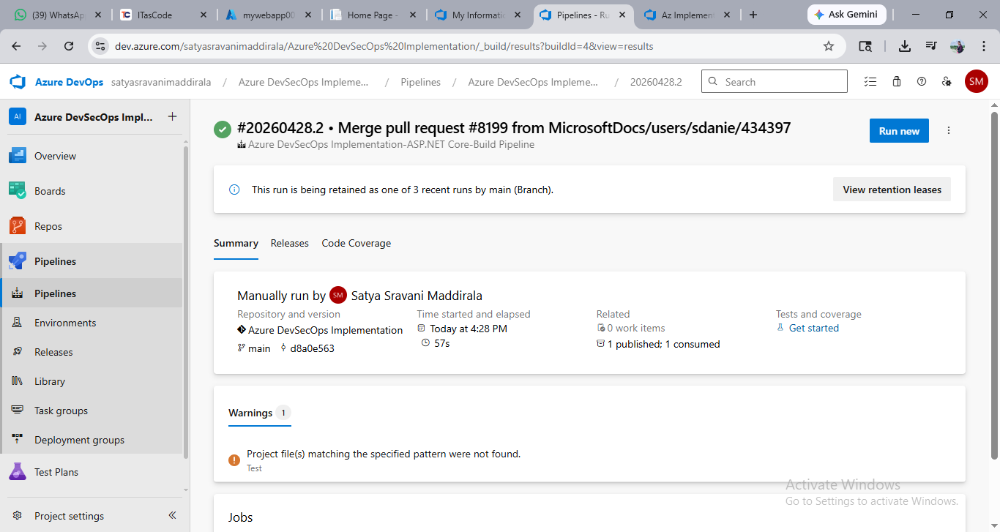 (39) WhatsAp
ITasCode
mywebapp00
Home Page -
My Informatio
Pipelines - Ru
Az Implement
Ask Gemini
dev.azure.com/satyasravanimaddirala/Azure%20DevSecOps%20Implementation/_build/results?buildId=4&view=results
Azure DevOps satyasravanimaddirala / Azure DevSecOps Impleme... / Pipelines / Azure DevSecOps Impleme... / 20260428.2
Search
SM
AI Azure DevSecOps Impl... +
Overview
Boards
Repos
Pipelines
Pipelines
Environments
Releases
Library
Task groups
Deployment groups
Test Plans
Project settings
#20260428.2 • Merge pull request #8199 from MicrosoftDocs/users/sdanie/434397
Azure DevSecOps Implementation-ASP.NET Core-Build Pipeline
Run new
This run is being retained as one of 3 recent runs by main (Branch).
View retention leases
Summary Releases Code Coverage
Manually run by SM Satya Sravani Maddirala
Repository and version
Azure DevSecOps Implementation
main d8a0e563
Time started and elapsed
Today at 4:28 PM
57s
Related
0 work items
1 published; 1 consumed
Tests and coverage
Get started
Warnings 1
Project file(s) matching the specified pattern were not found.
Test
Jobs
Activate Windows
Go to Settings to activate Windows.